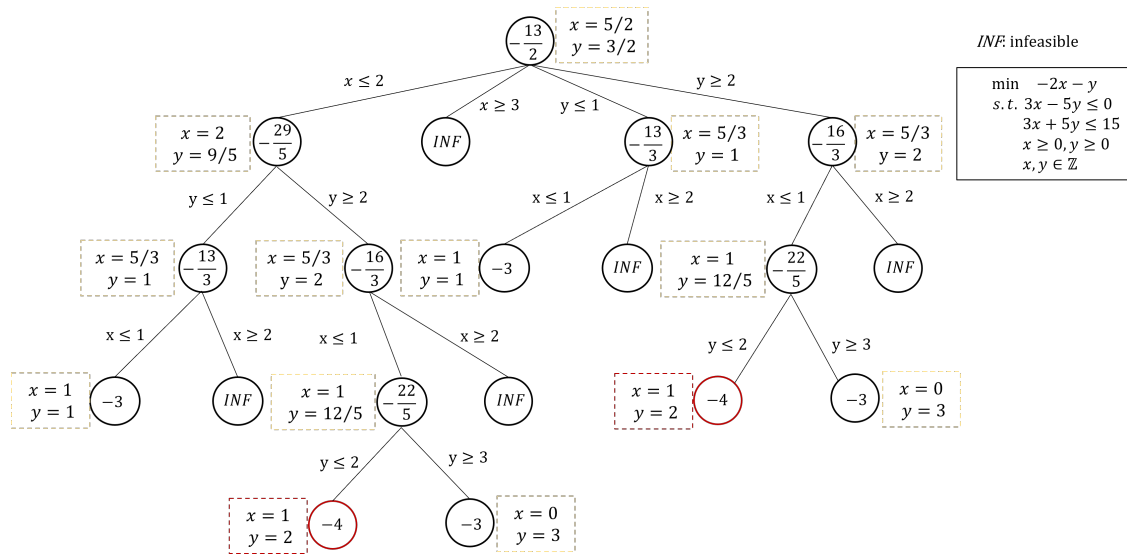 x = 5/2
y = 3/2
−13/2
INF: infeasible
min −2x − y
s.t. 3x − 5y ≤ 0
3x + 5y ≤ 15
x ≥ 0, y ≥ 0
x, y ∈ ℤ
x ≤ 2
x ≥ 3
y ≤ 1
y ≥ 2
x = 2
y = 9/5
−29/5
INF
−13/3
x = 5/3
y = 1
−16/3
x = 5/3
y = 2
y ≤ 1
y ≥ 2
x ≤ 1
x ≥ 2
x ≤ 1
x ≥ 2
x = 5/3
y = 1
−13/3
x = 5/3
y = 2
−16/3
x = 1
y = 1
−3
INF
x = 1
y = 12/5
−22/5
INF
x ≤ 1
x ≥ 2
x ≤ 1
x ≥ 2
y ≤ 2
y ≥ 3
x = 1
y = 1
−3
INF
x = 1
y = 12/5
−22/5
INF
x = 1
y = 2
−4
−3
x = 0
y = 3
y ≤ 2
y ≥ 3
x = 1
y = 2
−4
−3
x = 0
y = 3